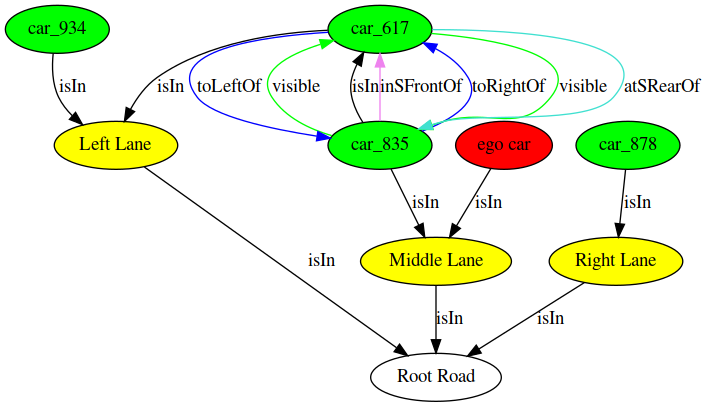 car_934
car_617
isIn
isIn
toLeftOf
visible
isIn
inSFrontOf
toRightOf
visible
atSRearOf
Left Lane
car_835
ego car
car_878
isIn
isIn
isIn
Middle Lane
Right Lane
isIn
isIn
isIn
Root Road